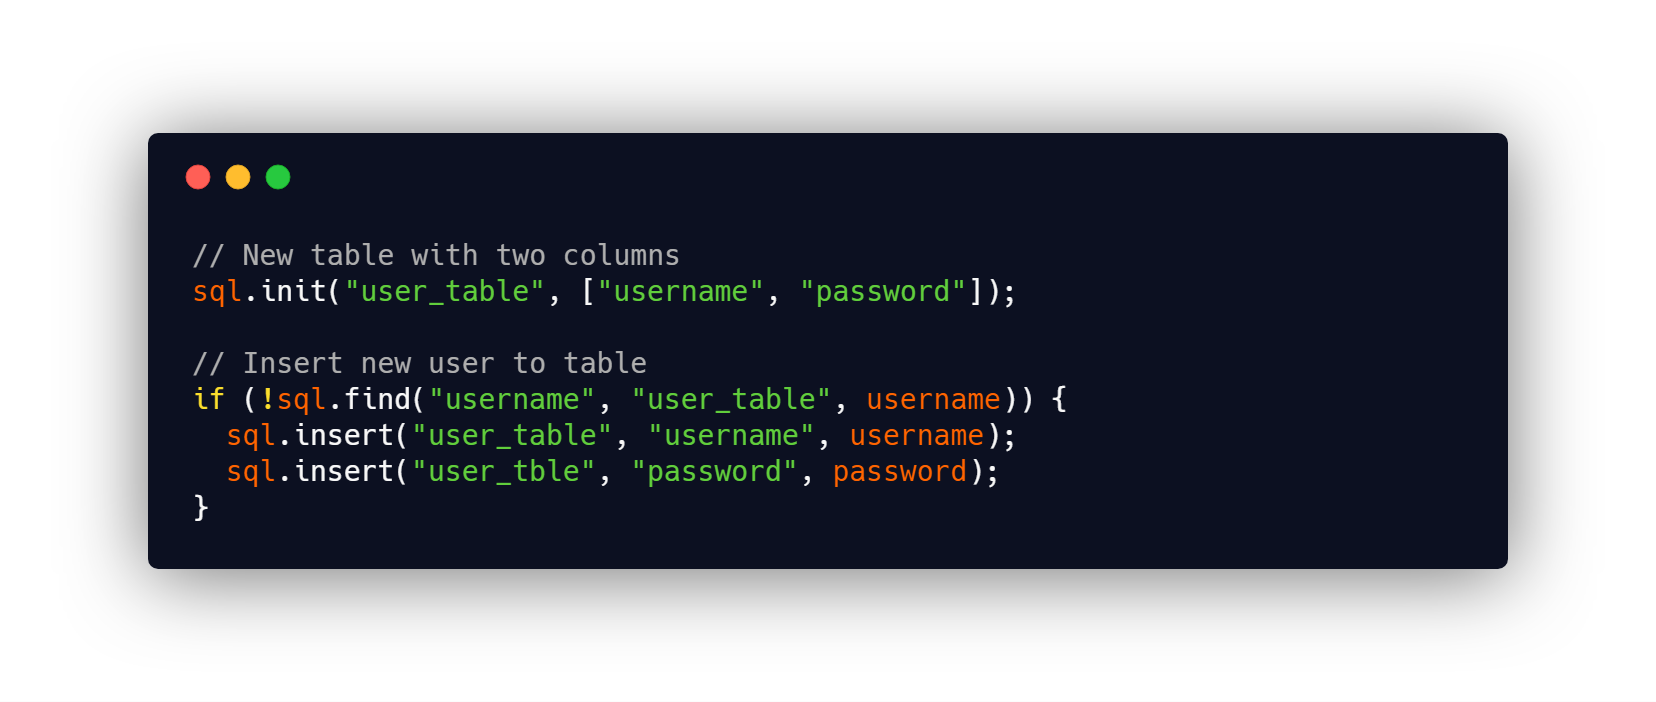 // New table with two columns
sql.init("user_table", ["username", "password"]);
// Insert new user to table
if (!sql.find("username", "user_table", username)) {
  sql.insert("user_table", "username", username);
  sql.insert("user_tble", "password", password);
}